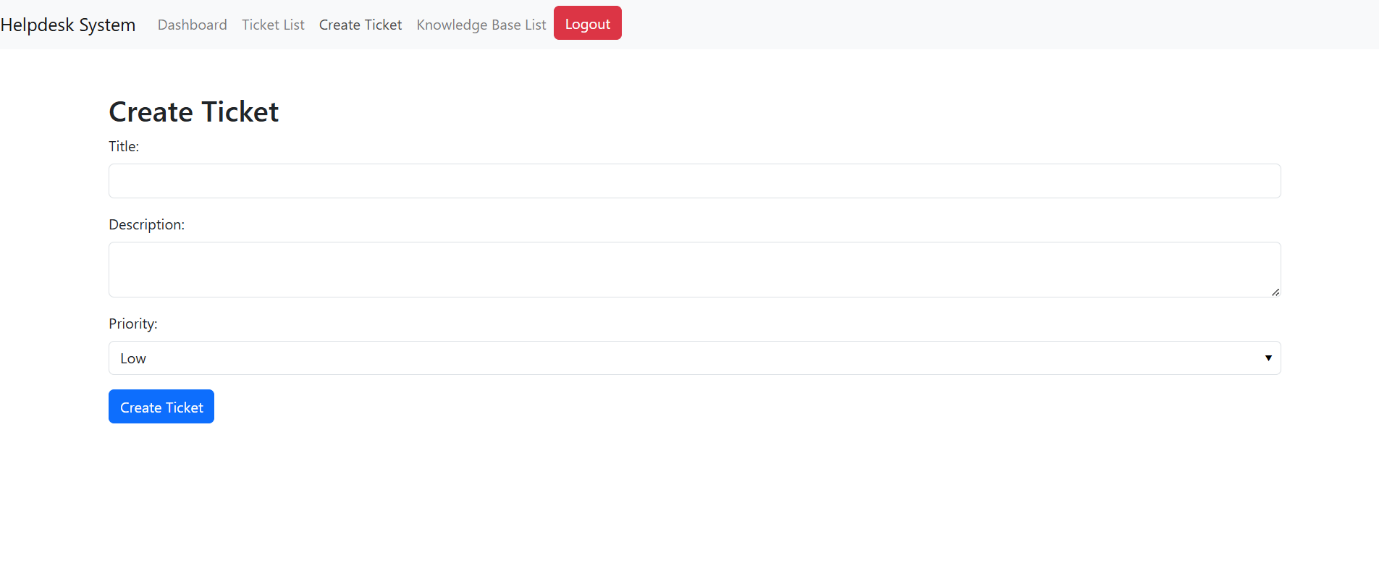 Helpdesk System Dashboard Ticket List Create Ticket Knowledge Base List Logout
Create Ticket
Title:
Description:
Priority:
Low
Create Ticket